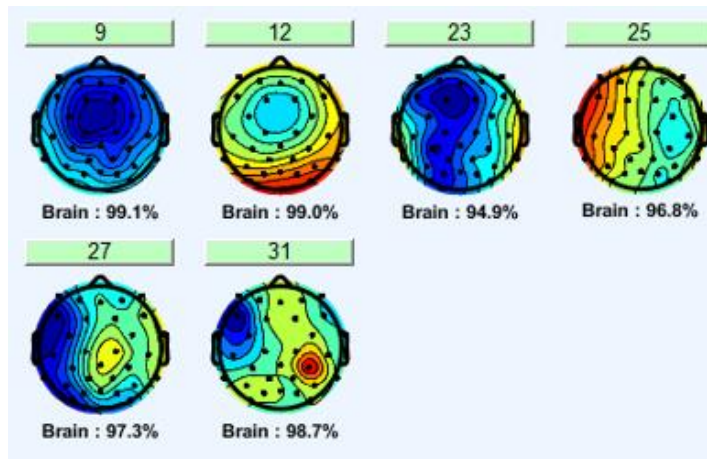 9 12 23 25
Brain : 99.1% Brain : 99.0% Brain : 94.9% Brain : 96.8%
27 31
Brain : 97.3% Brain : 98.7%